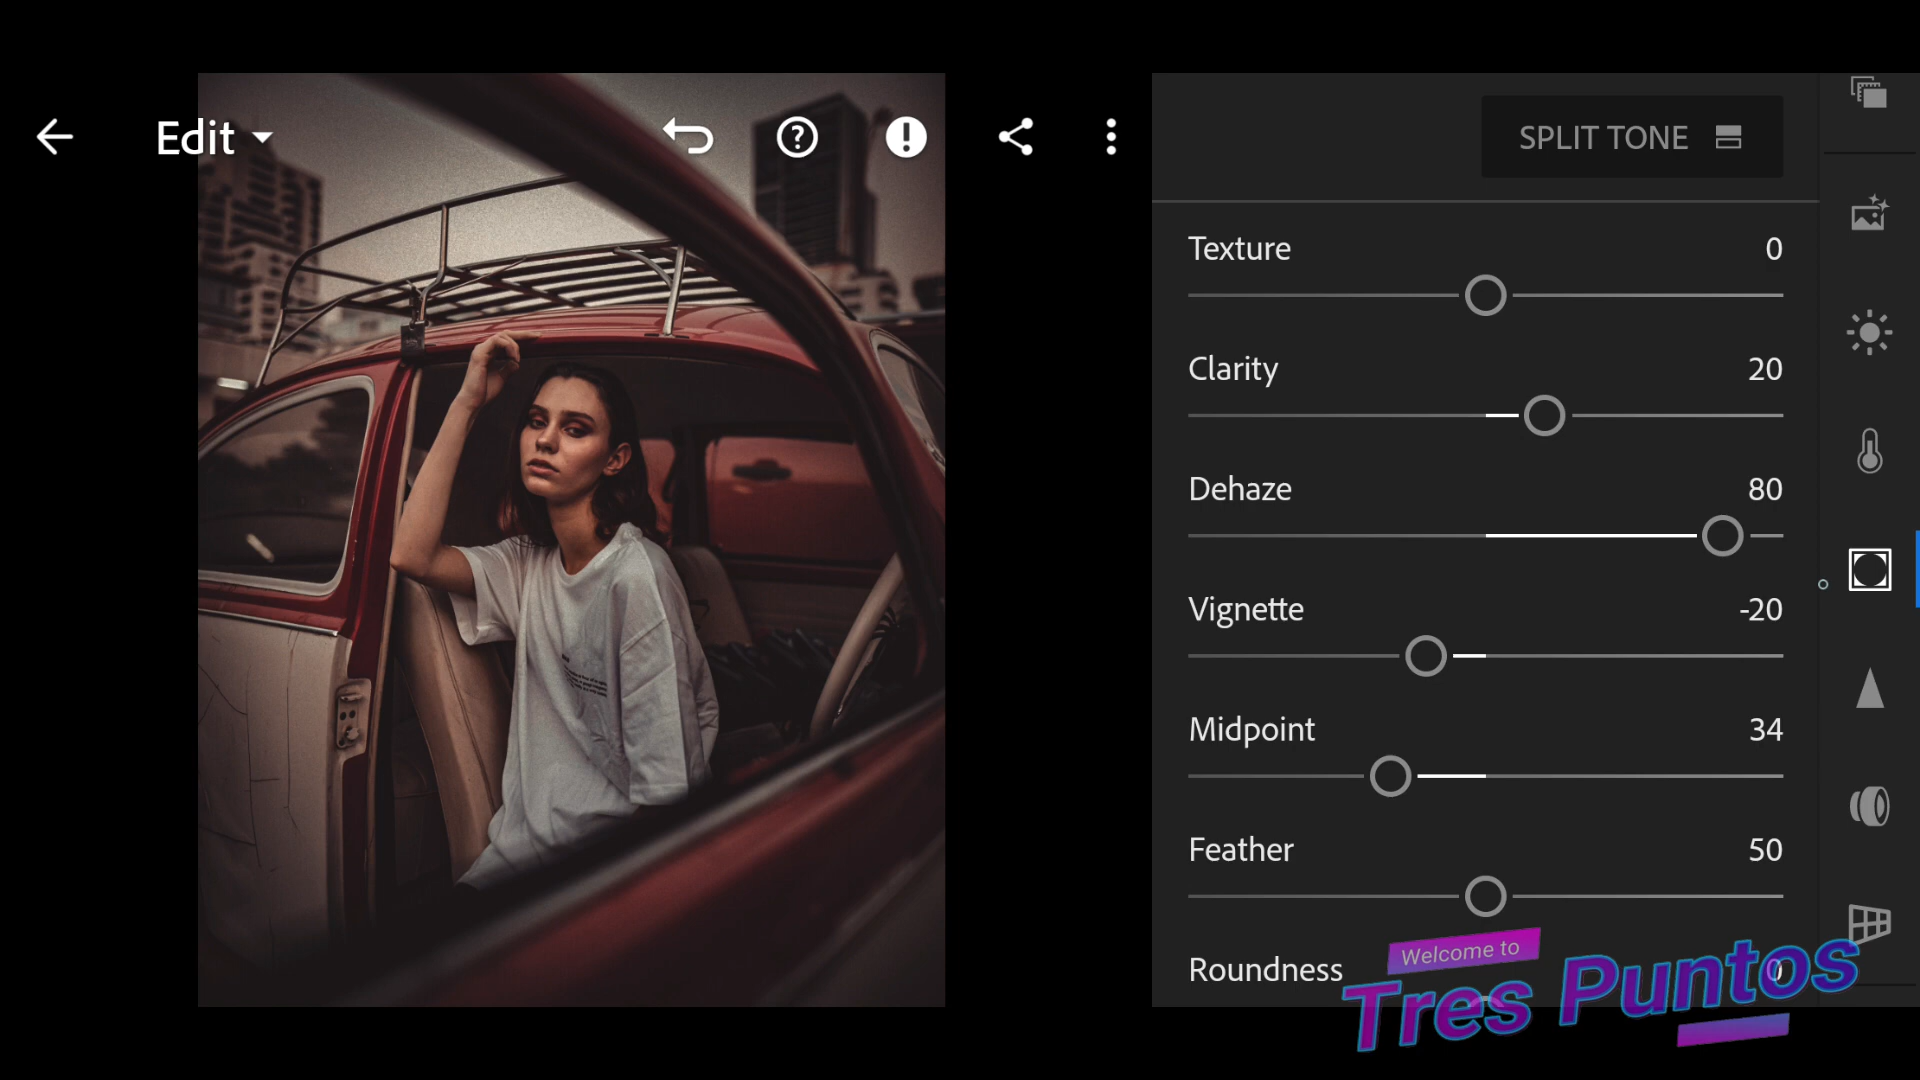 Edit
SPLIT TONE
Texture 0
Clarity 20
Dehaze 80
Vignette -20
Midpoint 34
Feather 50
Roundness 0
Welcome to
Tres Puntos